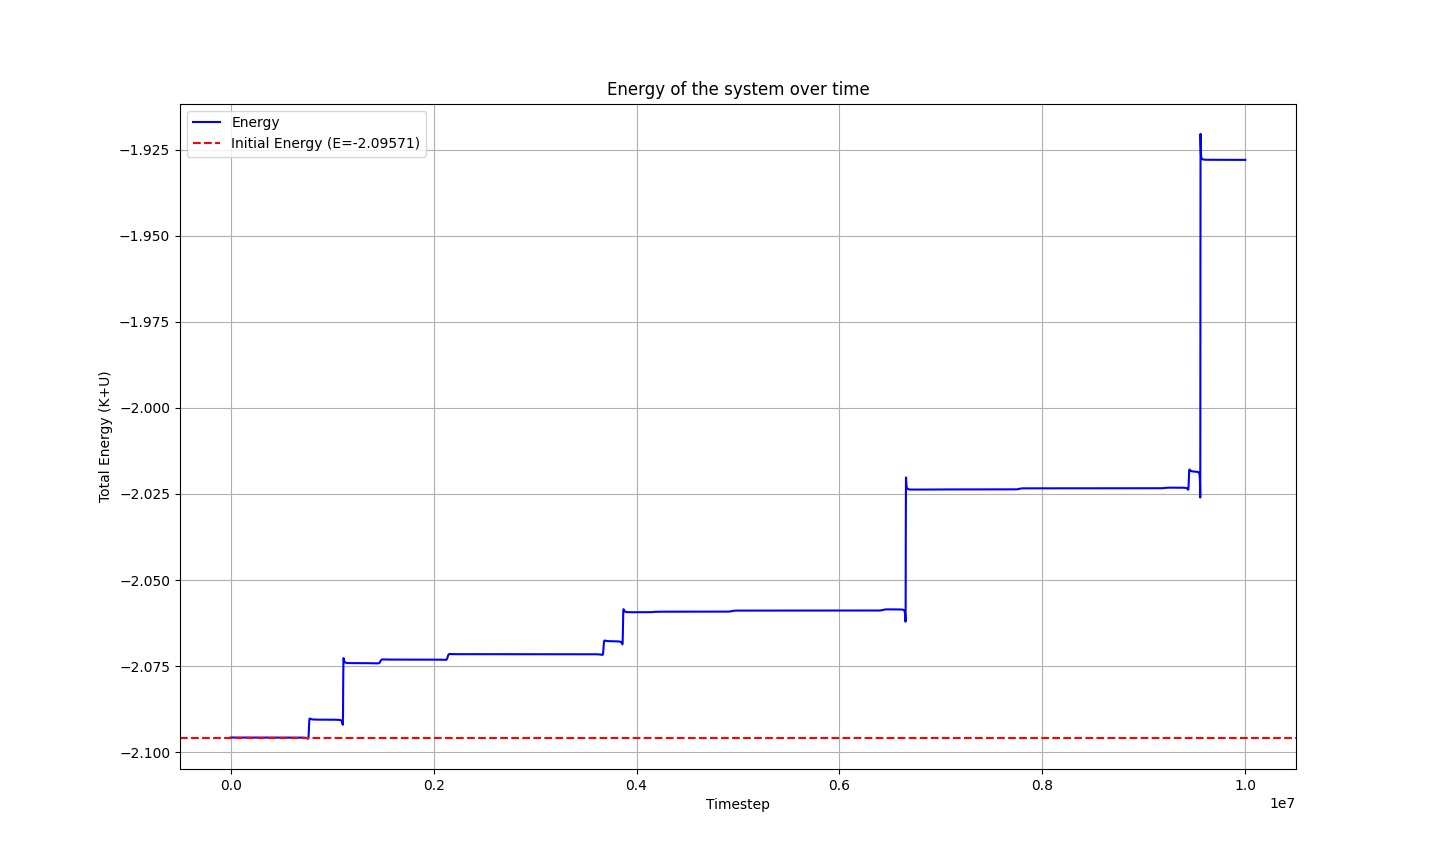 Energy of the system over time
Energy
Initial Energy (E=-2.09571)
Total Energy (K+U)
−1.925
−1.950
−1.975
−2.000
−2.025
−2.050
−2.075
−2.100
0.0 0.2 0.4 0.6 0.8 1.0
1e7
Timestep